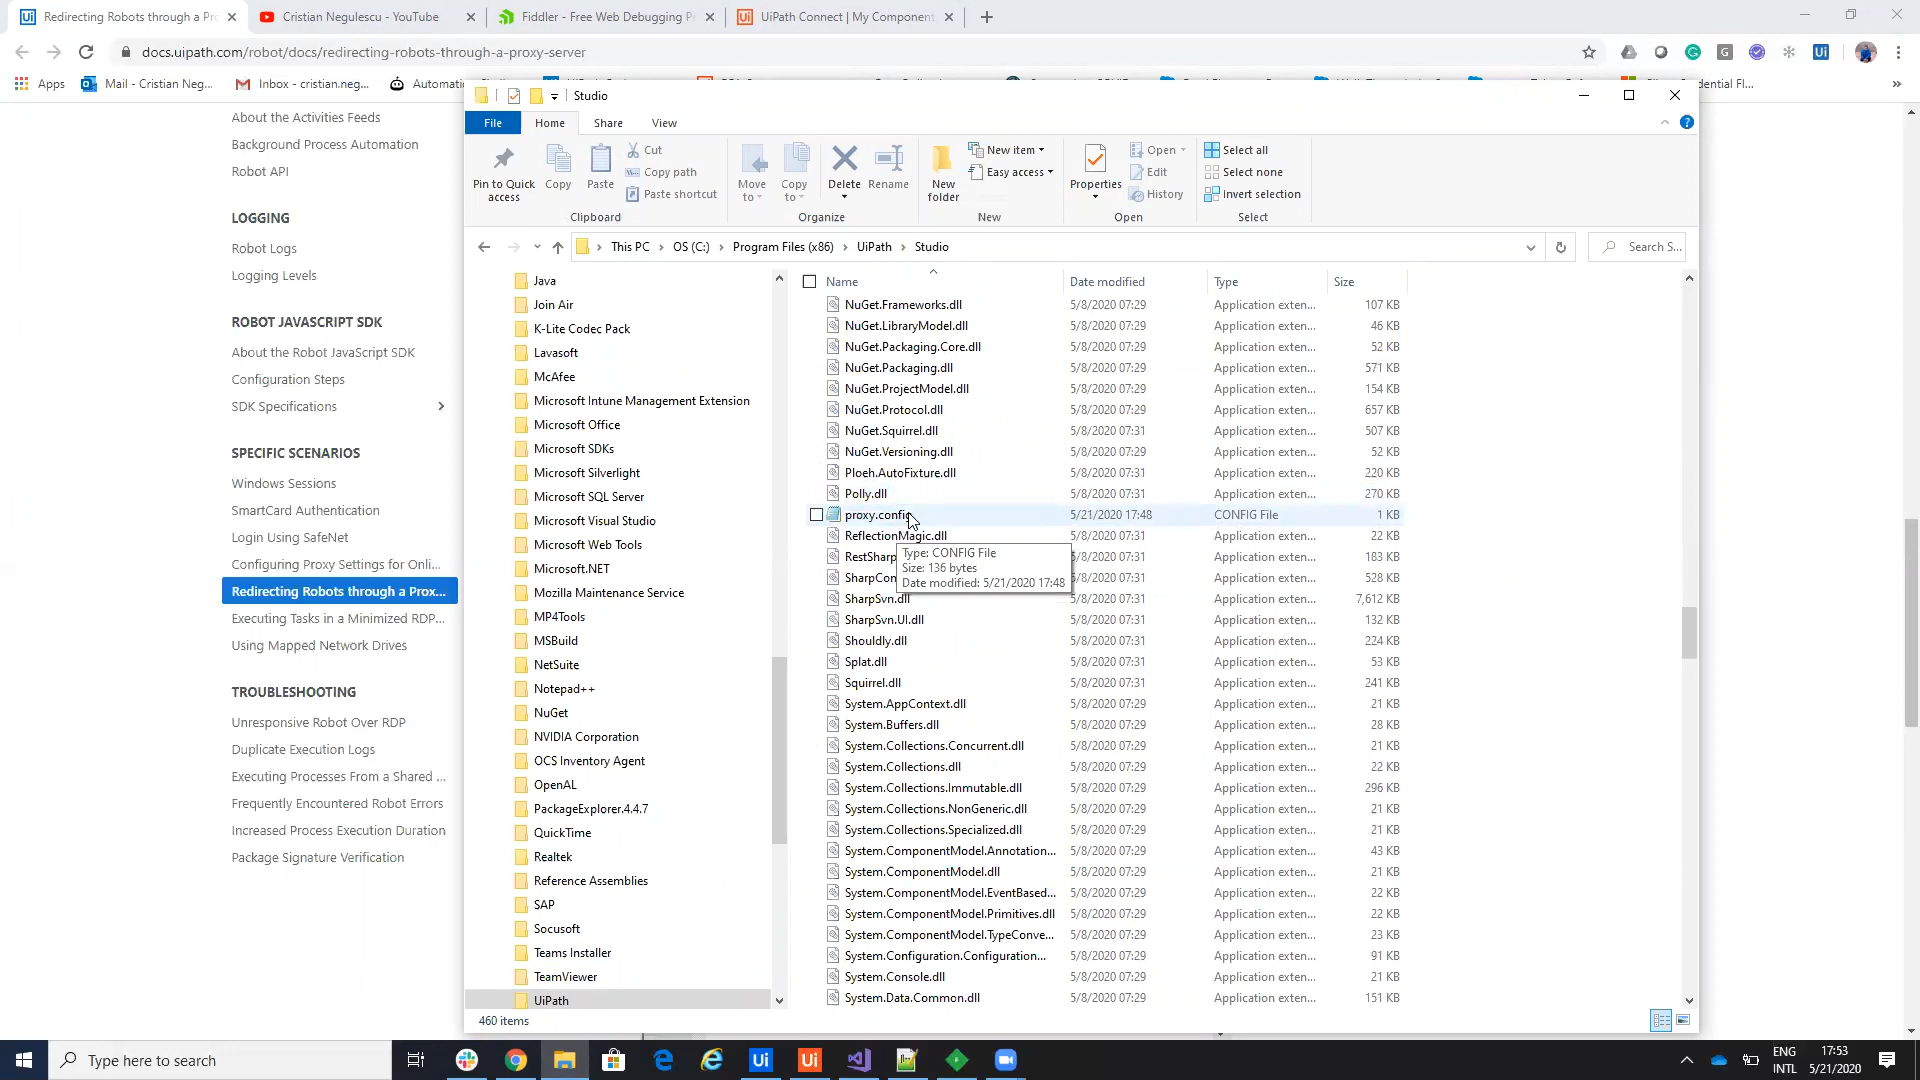 Redirecting Robots through a Pro
Cristian Negulescu - YouTube
Fiddler - Free Web Debugging P
UiPath Connect | My Component
docs.uipath.com/robot/docs/redirecting-robots-through-a-proxy-server
Apps
Mail - Cristian Neg...
Inbox - cristian.neg...
Automati
dential Fl...
About the Activities Feeds
Background Process Automation
Robot API
LOGGING
Robot Logs
Logging Levels
ROBOT JAVASCRIPT SDK
About the Robot JavaScript SDK
Configuration Steps
SDK Specifications
SPECIFIC SCENARIOS
Windows Sessions
SmartCard Authentication
Login Using SafeNet
Configuring Proxy Settings for Onli...
Redirecting Robots through a Prox...
Executing Tasks in a Minimized RDP...
Using Mapped Network Drives
TROUBLESHOOTING
Unresponsive Robot Over RDP
Duplicate Execution Logs
Executing Processes From a Shared ...
Frequently Encountered Robot Errors
Increased Process Execution Duration
Package Signature Verification
Studio
File Home Share View
Pin to Quick access
Copy
Paste
Cut
Copy path
Paste shortcut
Clipboard
Move to
Copy to
Delete
Rename
Organize
New folder
New item
Easy access
New
Properties
Open
Edit
History
Open
Select all
Select none
Invert selection
Select
This PC OS (C:) Program Files (x86) UiPath Studio
Search S...
Java
Join Air
K-Lite Codec Pack
Lavasoft
McAfee
Microsoft Intune Management Extension
Microsoft Office
Microsoft SDKs
Microsoft Silverlight
Microsoft SQL Server
Microsoft Visual Studio
Microsoft Web Tools
Microsoft.NET
Mozilla Maintenance Service
MP4Tools
MSBuild
NetSuite
Notepad++
NuGet
NVIDIA Corporation
OCS Inventory Agent
OpenAL
PackageExplorer.4.4.7
QuickTime
Realtek
Reference Assemblies
SAP
Socusoft
Teams Installer
TeamViewer
UiPath
Name Date modified Type Size
NuGet.Frameworks.dll 5/8/2020 07:29 Application exten... 107 KB
NuGet.LibraryModel.dll 5/8/2020 07:29 Application exten... 46 KB
NuGet.Packaging.Core.dll 5/8/2020 07:29 Application exten... 52 KB
NuGet.Packaging.dll 5/8/2020 07:29 Application exten... 571 KB
NuGet.ProjectModel.dll 5/8/2020 07:29 Application exten... 154 KB
NuGet.Protocol.dll 5/8/2020 07:29 Application exten... 657 KB
NuGet.Squirrel.dll 5/8/2020 07:31 Application exten... 507 KB
NuGet.Versioning.dll 5/8/2020 07:29 Application exten... 52 KB
Ploeh.AutoFixture.dll 5/8/2020 07:31 Application exten... 220 KB
Polly.dll 5/8/2020 07:31 Application exten... 270 KB
proxy.config 5/21/2020 17:48 CONFIG File 1 KB
ReflectionMagic.dll 5/8/2020 07:31 Application exten... 22 KB
RestSharp 5/8/2020 07:31 Application exten... 183 KB
SharpCom 5/8/2020 07:31 Application exten... 528 KB
SharpSvn.dll 5/8/2020 07:31 Application exten... 7,612 KB
SharpSvn.UI.dll 5/8/2020 07:31 Application exten... 132 KB
Shouldly.dll 5/8/2020 07:31 Application exten... 224 KB
Splat.dll 5/8/2020 07:31 Application exten... 53 KB
Squirrel.dll 5/8/2020 07:31 Application exten... 241 KB
System.AppContext.dll 5/8/2020 07:29 Application exten... 21 KB
System.Buffers.dll 5/8/2020 07:29 Application exten... 28 KB
System.Collections.Concurrent.dll 5/8/2020 07:29 Application exten... 21 KB
System.Collections.dll 5/8/2020 07:29 Application exten... 22 KB
System.Collections.Immutable.dll 5/8/2020 07:29 Application exten... 296 KB
System.Collections.NonGeneric.dll 5/8/2020 07:29 Application exten... 21 KB
System.Collections.Specialized.dll 5/8/2020 07:29 Application exten... 21 KB
System.ComponentModel.Annotation... 5/8/2020 07:29 Application exten... 43 KB
System.ComponentModel.dll 5/8/2020 07:29 Application exten... 21 KB
System.ComponentModel.EventBased... 5/8/2020 07:29 Application exten... 22 KB
System.ComponentModel.Primitives.dll 5/8/2020 07:29 Application exten... 22 KB
System.ComponentModel.TypeConve... 5/8/2020 07:29 Application exten... 23 KB
System.Configuration.Configuration... 5/8/2020 07:29 Application exten... 91 KB
System.Console.dll 5/8/2020 07:29 Application exten... 21 KB
System.Data.Common.dll 5/8/2020 07:29 Application exten... 151 KB
Type: CONFIG File
Size: 136 bytes
Date modified: 5/21/2020 17:48
460 items
Type here to search
ENG
INTL
17:53
5/21/2020